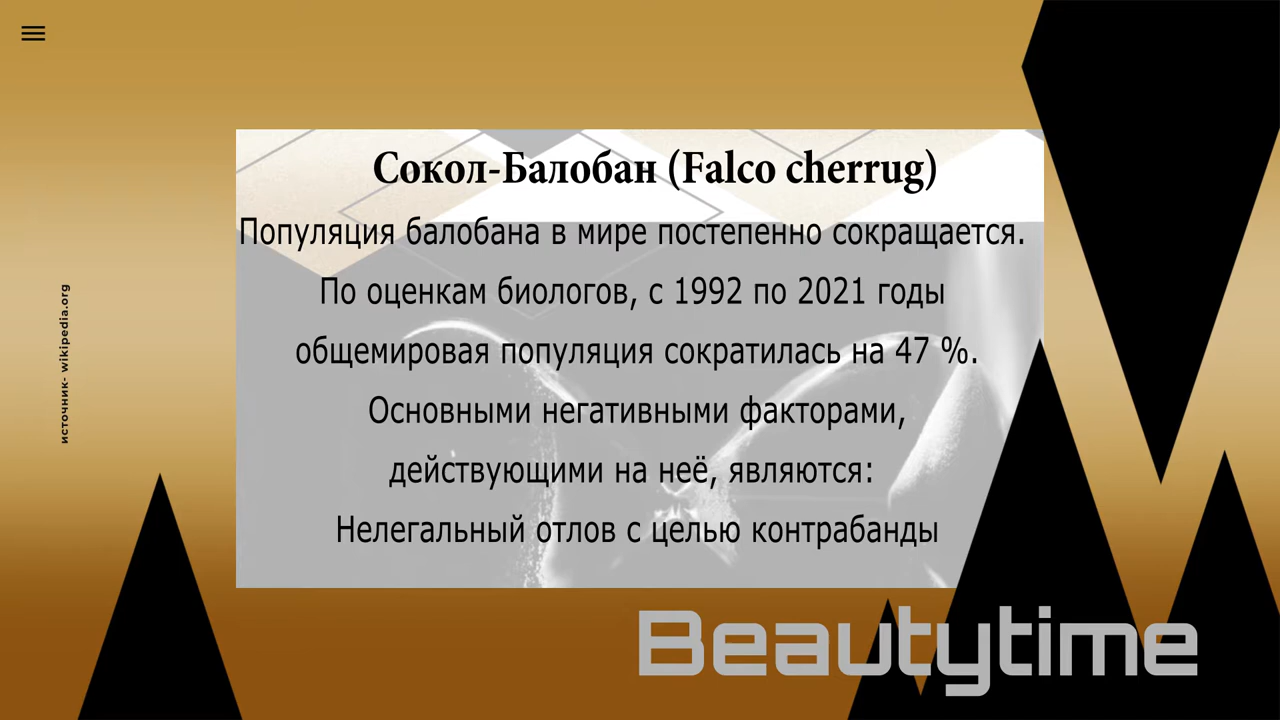 Сокол-Балобан (Falco cherrug)
Популяция балобана в мире постепенно сокращается.
По оценкам биологов, с 1992 по 2021 годы
общемировая популяция сократилась на 47 %.
Основными негативными факторами,
действующими на неё, являются:
Нелегальный отлов с целью контрабанды
источник- wikipedia.org
Beautytime